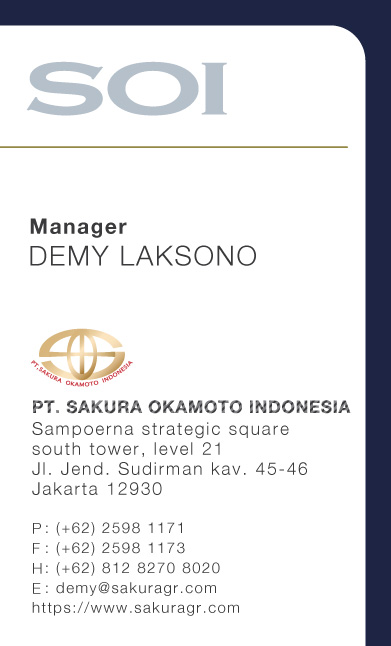 SOI
Manager
DEMY LAKSONO
PT. SAKURA OKAMOTO INDONESIA
PT. SAKURA OKAMOTO INDONESIA
Sampoerna strategic square
south tower, level 21
Jl. Jend. Sudirman kav. 45-46
Jakarta 12930
P: (+62) 2598 1171
F: (+62) 2598 1173
H: (+62) 812 8270 8020
E: demy@sakuragr.com
https://www.sakuragr.com